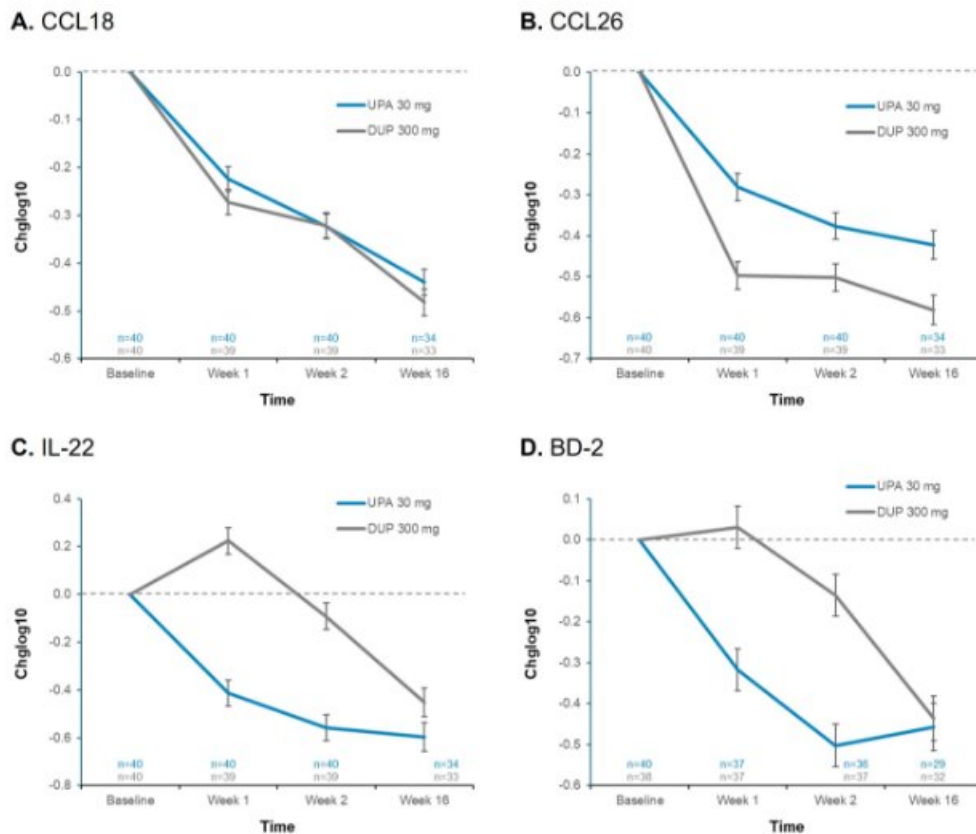 A. CCL18
0.0
-0.1
-0.2
-0.3
-0.4
-0.5
-0.6
Chglog10
UPA 30 mg
DUP 300 mg
n=40 n=40 n=40 n=34
n=40 n=39 n=39 n=33
Baseline Week 1 Week 2 Week 16
Time
B. CCL26
0.0
-0.1
-0.2
-0.3
-0.4
-0.5
-0.6
-0.7
Chglog10
UPA 30 mg
DUP 300 mg
n=40 n=40 n=40 n=34
n=40 n=39 n=39 n=33
Baseline Week 1 Week 2 Week 16
Time
C. IL-22
0.4
0.2
0.0
-0.2
-0.4
-0.6
-0.8
Chglog10
UPA 30 mg
DUP 300 mg
n=40 n=40 n=40 n=34
n=40 n=39 n=39 n=33
Baseline Week 1 Week 2 Week 16
Time
D. BD-2
0.1
0.0
-0.1
-0.2
-0.3
-0.4
-0.5
-0.6
Chglog10
UPA 30 mg
DUP 300 mg
n=40 n=37 n=36 n=29
n=38 n=37 n=37 n=32
Baseline Week 1 Week 2 Week 16
Time